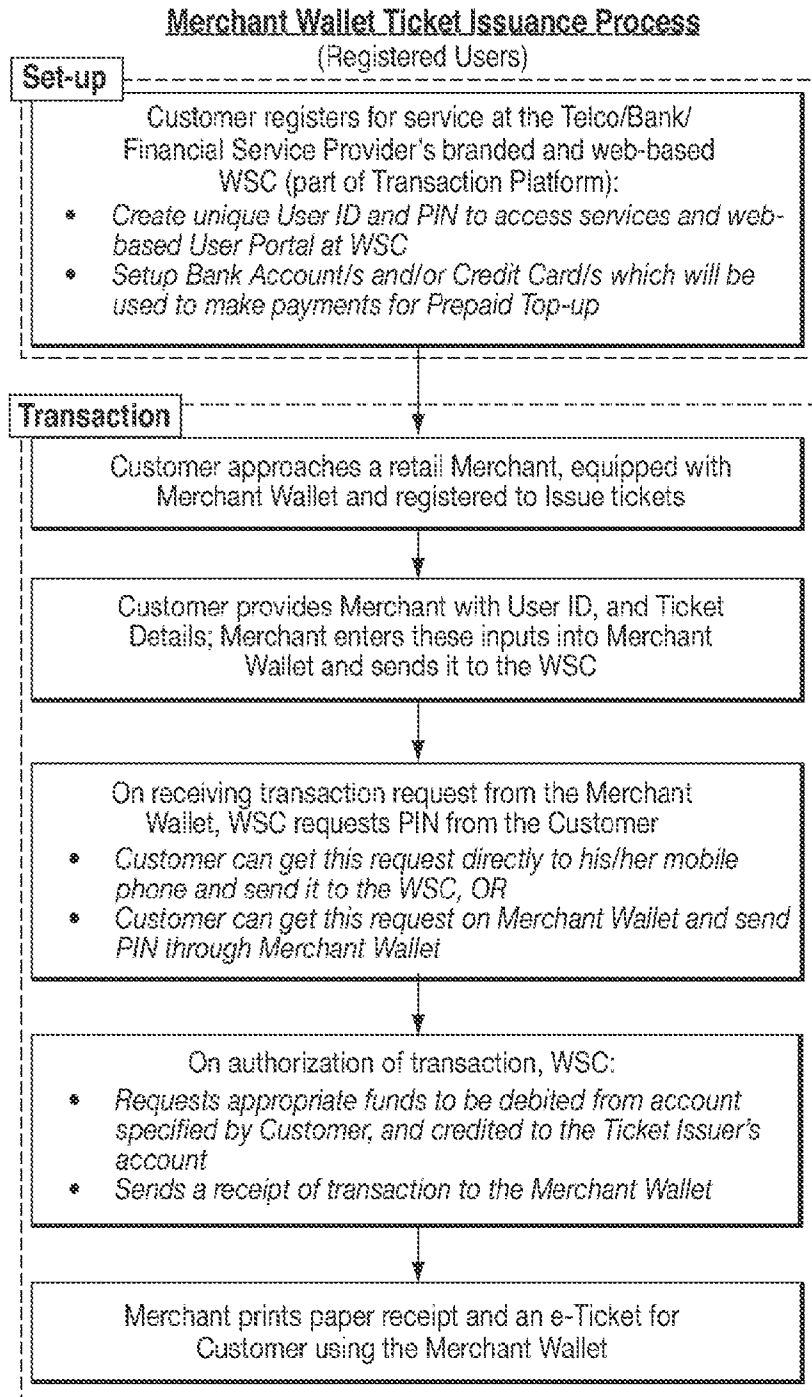 Merchant Wallet Ticket Issuance Process
(Registered Users)
Set-up
Customer registers for service at the Telco/Bank/
Financial Service Provider's branded and web-based
WSC (part of Transaction Platform):
• Create unique User ID and PIN to access services and web-
based User Portal at WSC
• Setup Bank Account/s and/or Credit Card/s which will be
used to make payments for Prepaid Top-up
Transaction
Customer approaches a retail Merchant, equipped with
Merchant Wallet and registered to Issue tickets
Customer provides Merchant with User ID, and Ticket
Details; Merchant enters these inputs into Merchant
Wallet and sends it to the WSC
On receiving transaction request from the Merchant
Wallet, WSC requests PIN from the Customer
• Customer can get this request directly to his/her mobile
phone and send it to the WSC, OR
• Customer can get this request on Merchant Wallet and send
PIN through Merchant Wallet
On authorization of transaction, WSC:
• Requests appropriate funds to be debited from account
specified by Customer, and credited to the Ticket Issuer's
account
• Sends a receipt of transaction to the Merchant Wallet
Merchant prints paper receipt and an e-Ticket for
Customer using the Merchant Wallet